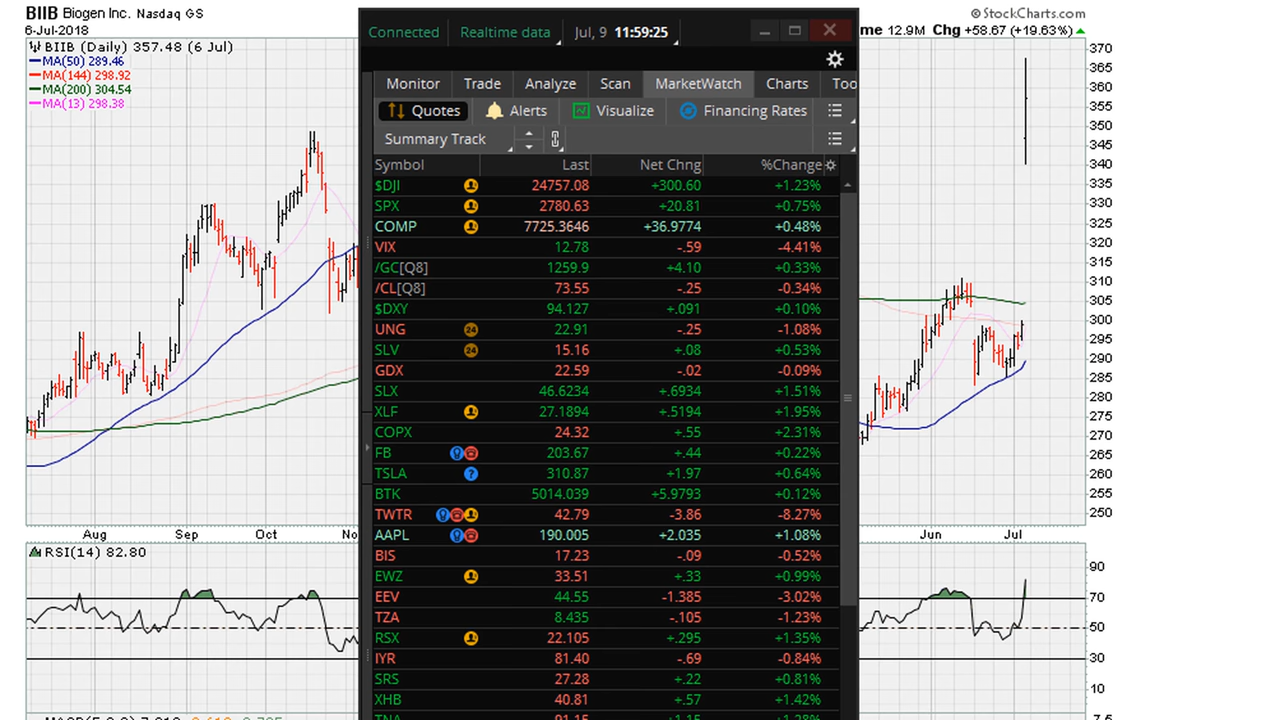 BIIB Biogen Inc. Nasdaq GS
© StockCharts.com
6-Jul-2018
me 12.9M Chg +58.67 (+19.63%)
BIIB (Daily) 357.48 (6 Jul)
MA(50) 289.46
MA(144) 298.92
MA(200) 304.54
MA(13) 298.38
Connected Realtime data Jul, 9 11:59:25
Monitor Trade Analyze Scan MarketWatch Charts Too
Quotes Alerts Visualize Financing Rates
Summary Track
Symbol Last Net Chng %Change
$DJI 24757.08 +300.60 +1.23%
SPX 2780.63 +20.81 +0.75%
COMP 7725.3646 +36.9774 +0.48%
VIX 12.78 -.59 -4.41%
/GC[Q8] 1259.9 +4.10 +0.33%
/CL[Q8] 73.55 -.25 -0.34%
$DXY 94.127 +.091 +0.10%
UNG 24 22.91 -.25 -1.08%
SLV 24 15.16 +.08 +0.53%
GDX 22.59 -.02 -0.09%
SLX 46.6234 +.6934 +1.51%
XLF 27.1894 +.5194 +1.95%
COPX 24.32 +.55 +2.31%
FB 203.67 +.44 +0.22%
TSLA ? 310.87 +1.97 +0.64%
BTK 5014.039 +5.9793 +0.12%
TWTR 42.79 -3.86 -8.27%
AAPL 190.005 +2.035 +1.08%
BIS 17.23 -.09 -0.52%
EWZ 33.51 +.33 +0.99%
EEV 44.55 -1.385 -3.02%
TZA 8.435 -.105 -1.23%
RSX 22.105 +.295 +1.35%
IYR 81.40 -.69 -0.84%
SRS 27.28 +.22 +0.81%
XHB 40.81 +.57 +1.42%
370
365
360
355
350
345
340
335
330
325
320
315
310
305
300
295
290
285
280
275
270
265
260
255
250
Aug Sep Oct No Jun Jul
RSI(14) 82.80
90
70
50
30
10